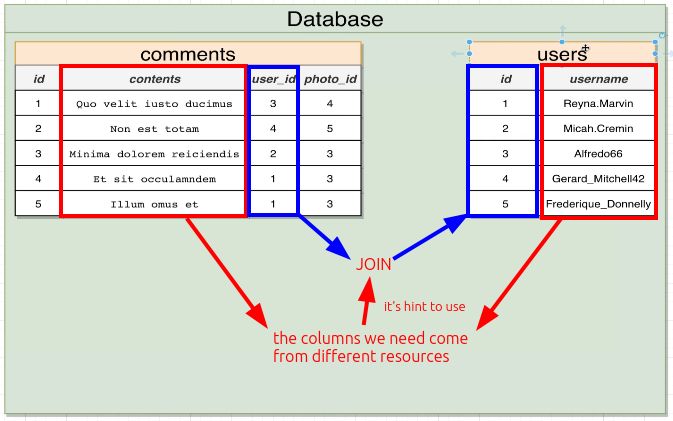 Database
comments
id contents user_id photo_id
1 Quo velit iusto ducimus 3 4
2 Non est totam 4 5
3 Minima dolorem reiciendis 2 3
4 Et sit occulamndem 1 3
5 Illum omus et 1 3
users
id username
1 Reyna.Marvin
2 Micah.Cremin
3 Alfredo66
4 Gerard_Mitchell42
5 Frederique_Donnelly
JOIN
it's hint to use
the columns we need come
from different resources